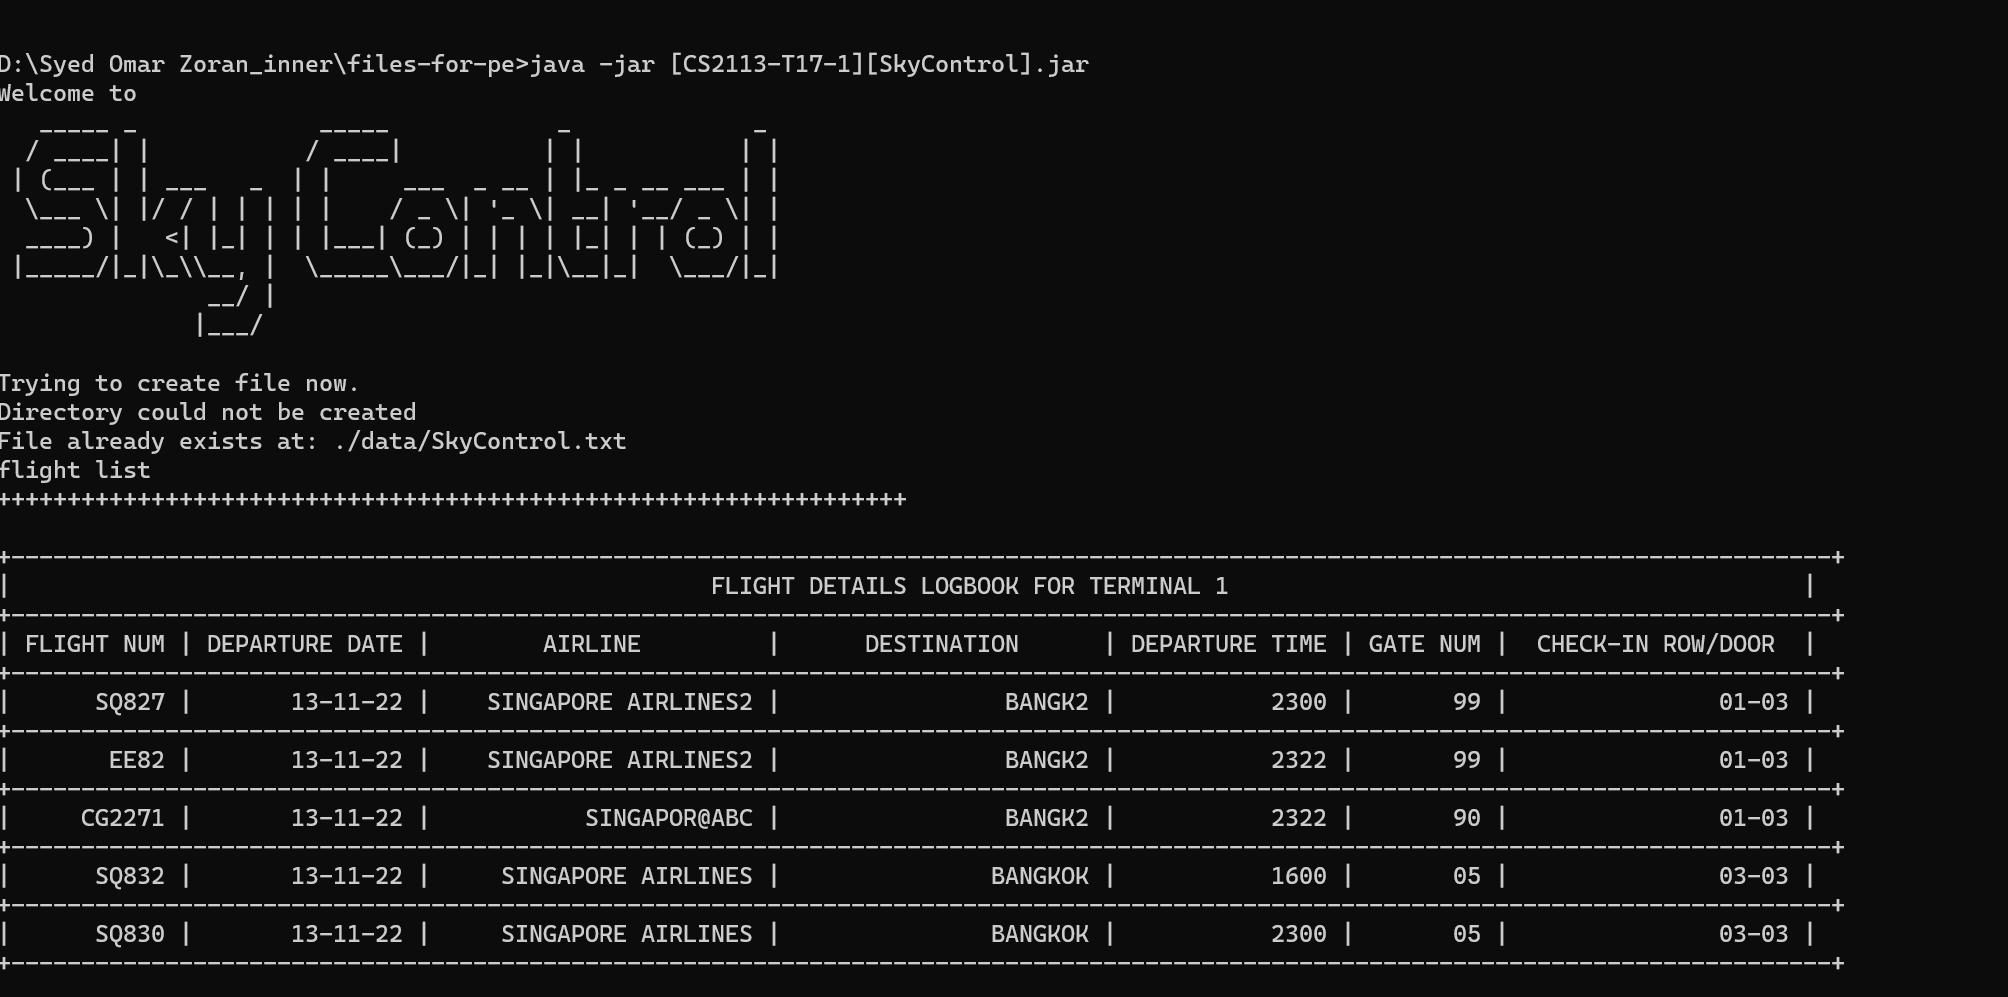 D:\Syed Omar Zoran_inner\files-for-pe>java -jar [CS2113-T17-1][SkyControl].jar
Welcome to
SkyControl
Trying to create file now.
Directory could not be created
File already exists at: ./data/SkyControl.txt
flight list
+++++++++++++++++++++++++++++++++++++++++++++++++++++++++++++++++
FLIGHT DETAILS LOGBOOK FOR TERMINAL 1
| FLIGHT NUM | DEPARTURE DATE | AIRLINE | DESTINATION | DEPARTURE TIME | GATE NUM | CHECK-IN ROW/DOOR |
| SQ827 | 13-11-22 | SINGAPORE AIRLINES2 | BANGK2 | 2300 | 99 | 01-03 |
| EE82 | 13-11-22 | SINGAPORE AIRLINES2 | BANGK2 | 2322 | 99 | 01-03 |
| CG2271 | 13-11-22 | SINGAPOR@ABC | BANGK2 | 2322 | 90 | 01-03 |
| SQ832 | 13-11-22 | SINGAPORE AIRLINES | BANGKOK | 1600 | 05 | 03-03 |
| SQ830 | 13-11-22 | SINGAPORE AIRLINES | BANGKOK | 2300 | 05 | 03-03 |